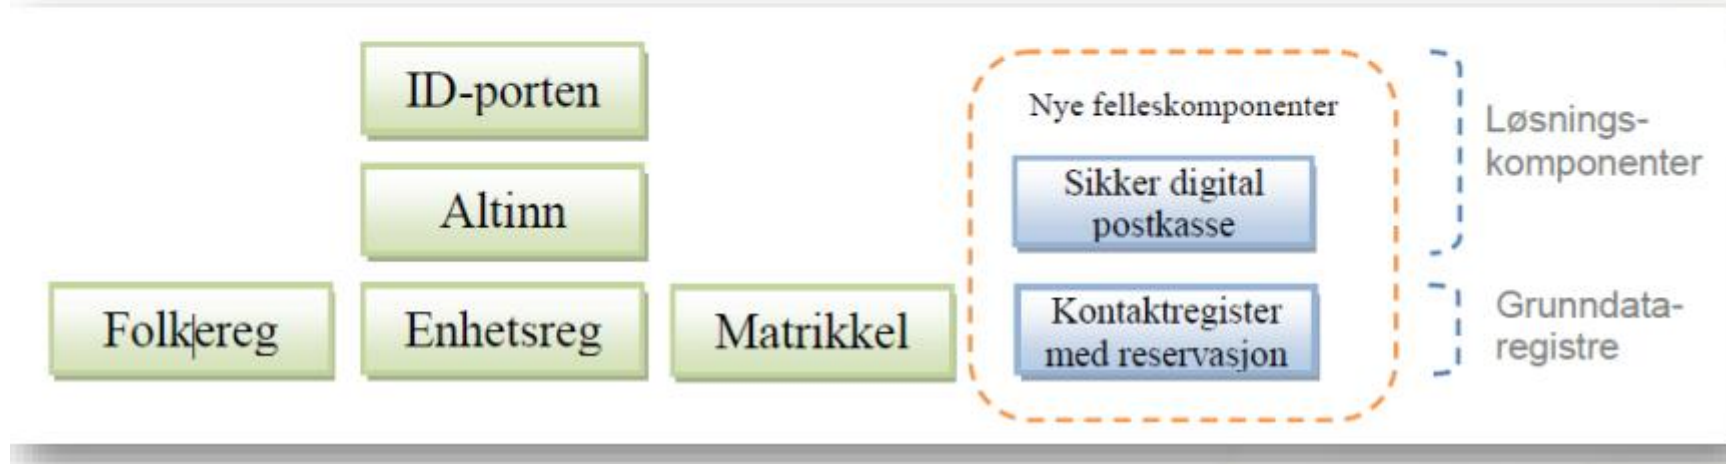 ID-porten
Altinn
Folkereg
Enhetsreg
Matrikkel
Nye felleskomponenter
Sikker digital
postkasse
Kontaktregister
med reservasjon
Løsnings-
komponenter
Grunndata-
registre